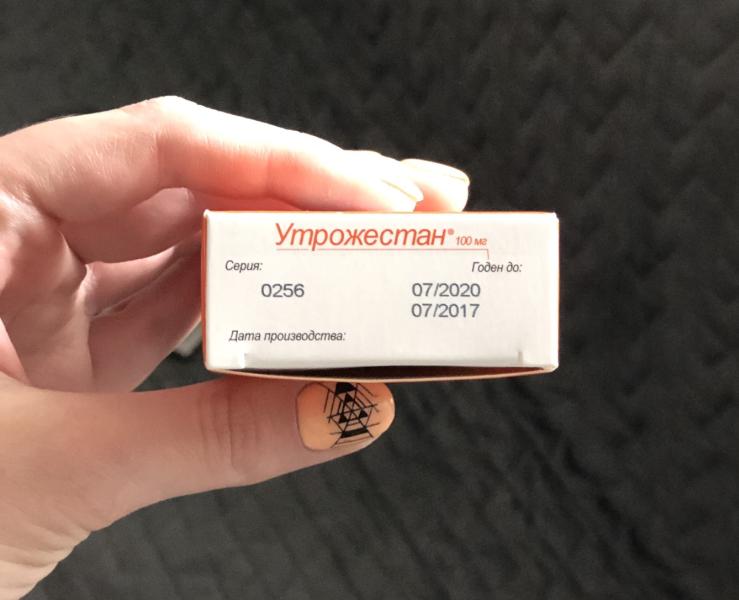 Утрожестан® 100 мг
Серия: Годен до:
0256 07/2020
07/2017
Дата производства: